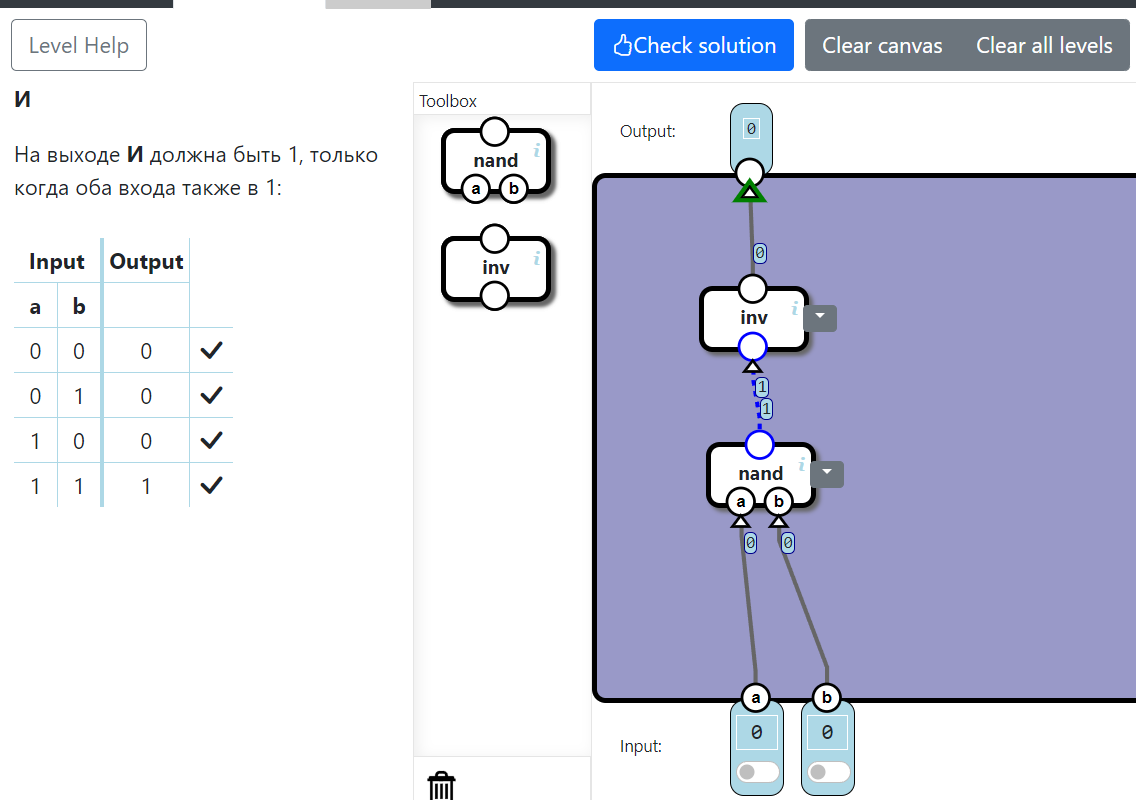 Level Help
Check solution
Clear canvas
Clear all levels
И
На выходе И должна быть 1, только
когда оба входа также в 1:
Input Output
a b
0 0 0
0 1 0
1 0 0
1 1 1
Toolbox
nand i
a b
inv i
Output:
0
0
inv i
1
1
nand i
a b
0 0
a b
Input:
0 0